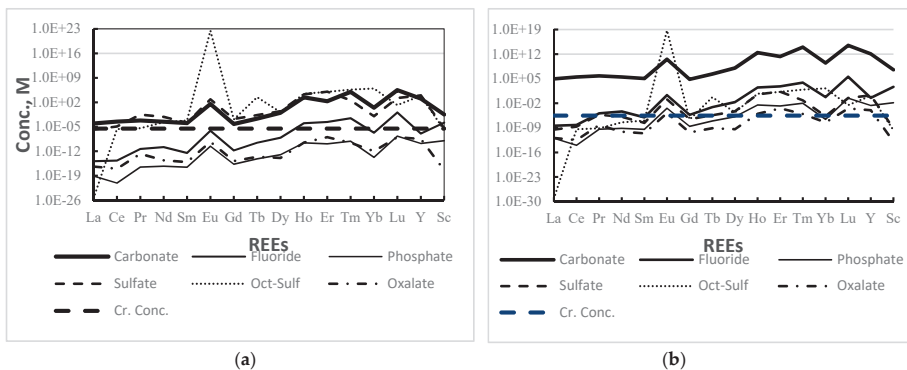 1.0E+23
1.0E+16
1.0E+09
1.0E+02
1.0E-05
1.0E-12
1.0E-19
1.0E-26
Conc., M
La Ce Pr Nd Sm Eu Gd Tb Dy Ho Er Tm Yb Lu Y Sc
REEs
Carbonate Fluoride Phosphate
Sulfate Oct-Sulf Oxalate
Cr. Conc.
(a)
1.0E+19
1.0E+12
1.0E+05
1.0E-02
1.0E-09
1.0E-16
1.0E-23
1.0E-30
La Ce Pr Nd Sm Eu Gd Tb Dy Ho Er Tm Yb Lu Y Sc
REEs
Carbonate Fluoride Phosphate
Sulfate Oct-Sulf Oxalate
Cr. Conc.
(b)